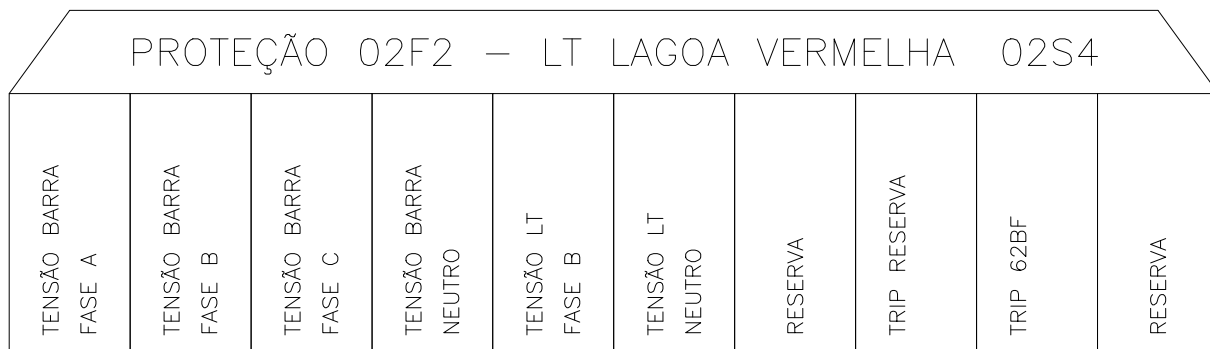 PROTEÇÃO 02F2 - LT LAGOA VERMELHA 02S4
TENSÃO BARRA
FASE A
TENSÃO BARRA
FASE B
TENSÃO BARRA
FASE C
TENSÃO BARRA
NEUTRO
TENSÃO LT
FASE B
TENSÃO LT
NEUTRO
RESERVA
TRIP RESERVA
TRIP 62BF
RESERVA